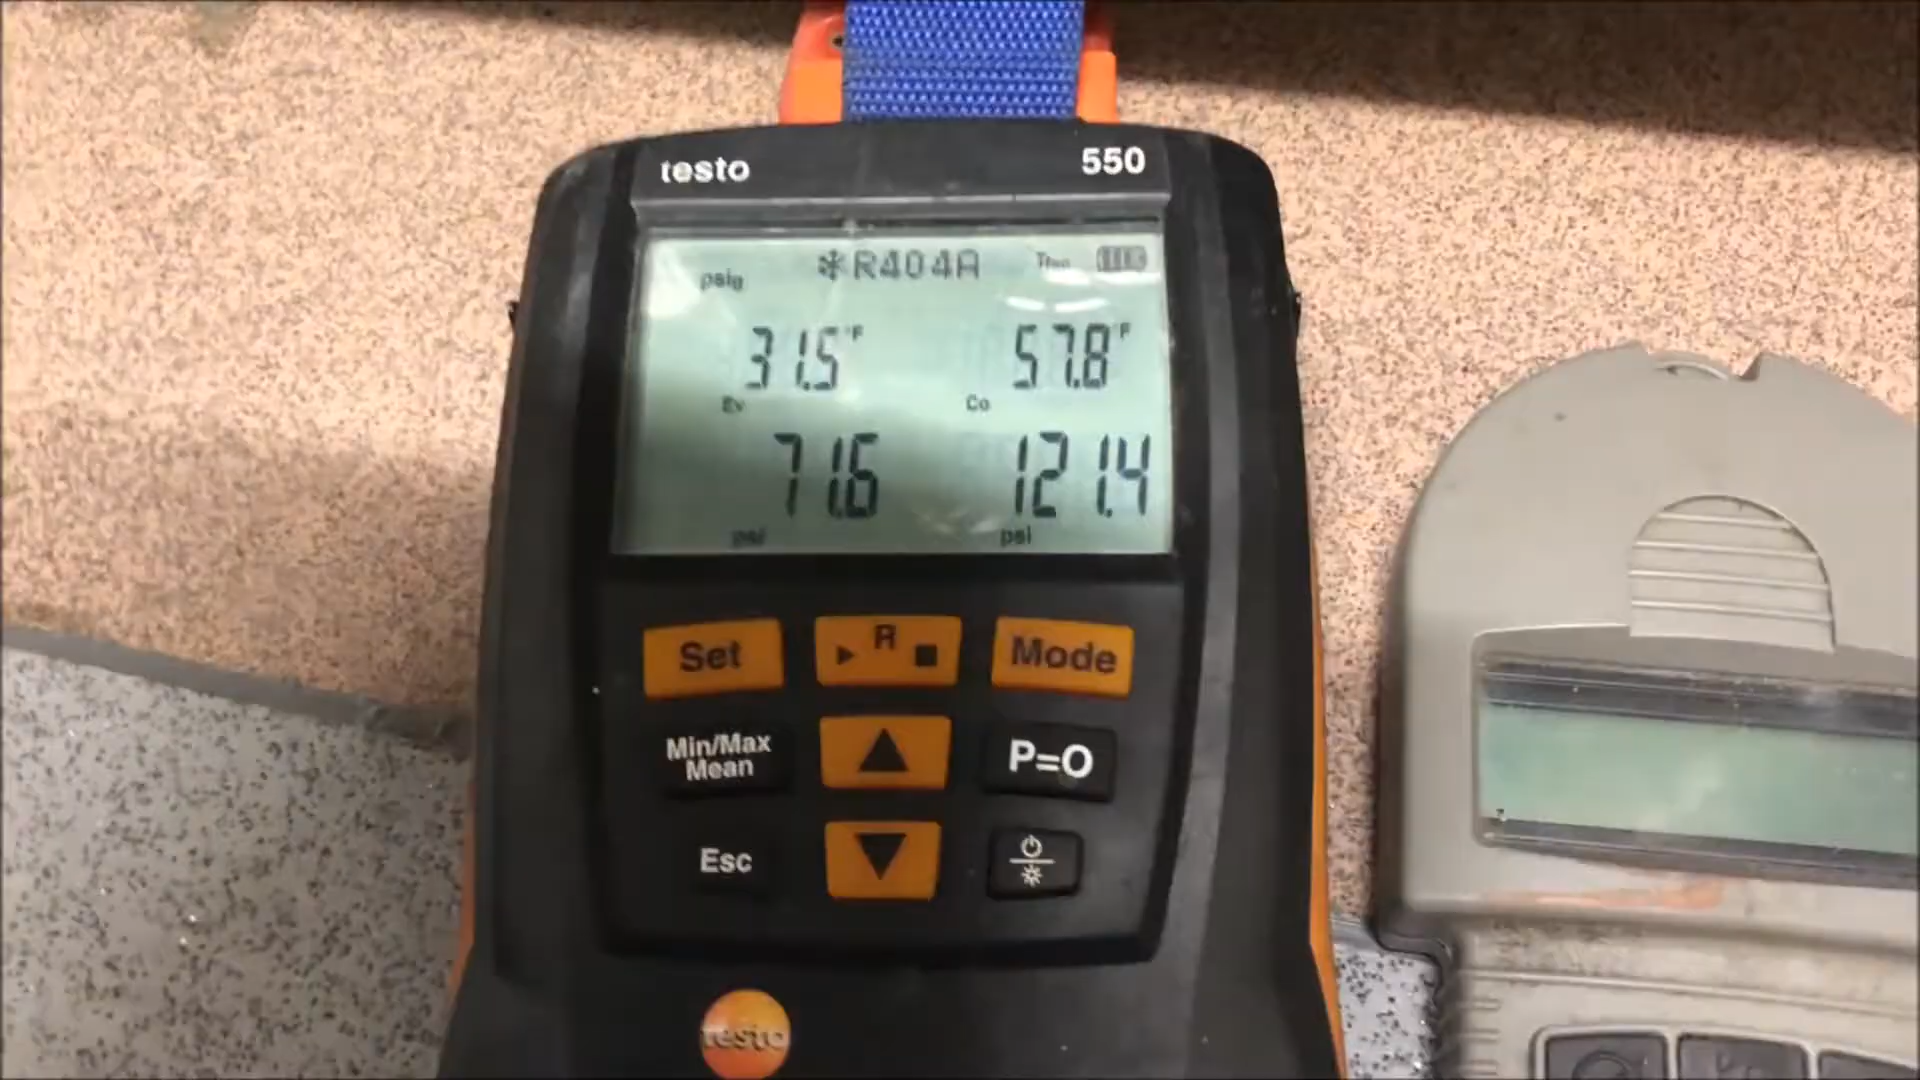 testo 550
psig *R404A
31.5°F 57.8°F
Ev Co
71.6 121.4
psi psi
Set R Mode
Min/Max Mean P=O
Esc
testo